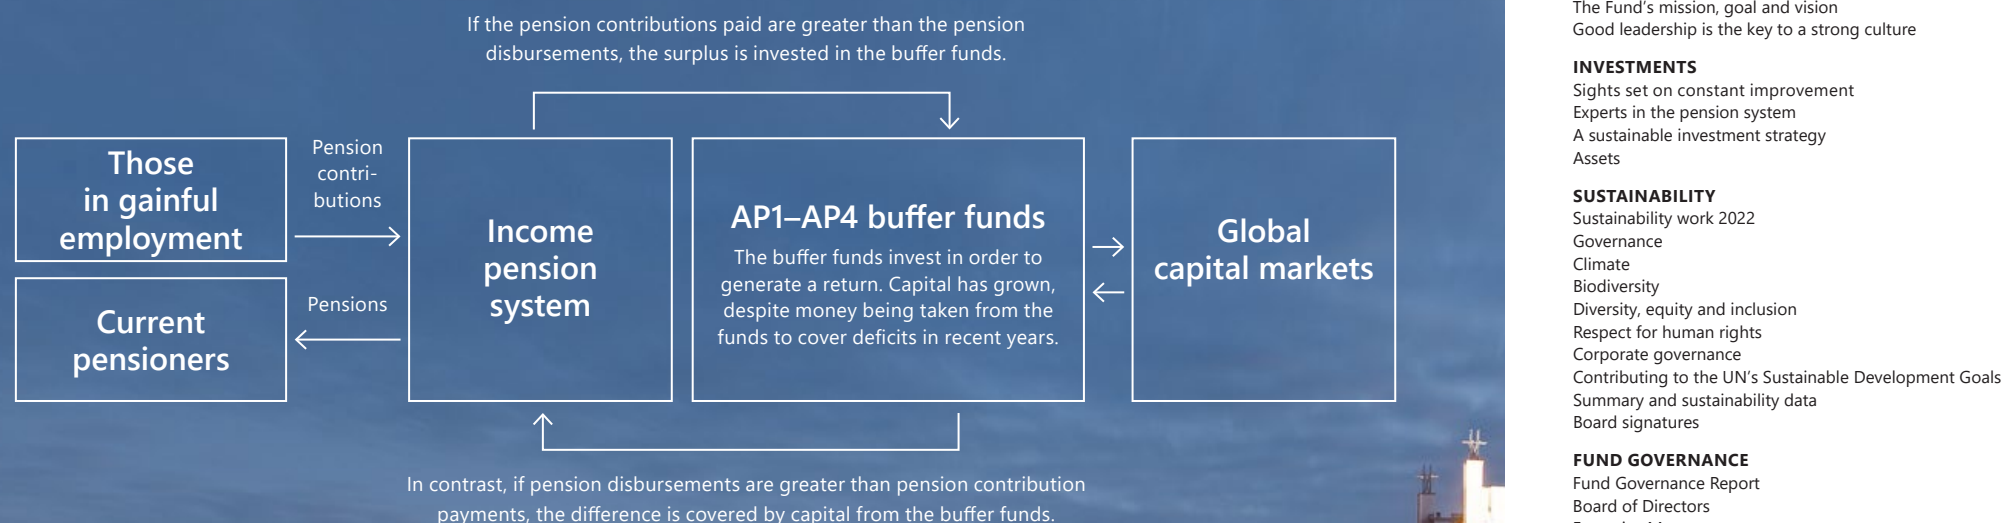 If the pension contributions paid are greater than the pension
disbursements, the surplus is invested in the buffer funds.
Those
in gainful
employment
Pension
contri-
butions
Current
pensioners
Pensions
Income
pension
system
AP1–AP4 buffer funds
The buffer funds invest in order to
generate a return. Capital has grown,
despite money being taken from the
funds to cover deficits in recent years.
Global
capital markets
In contrast, if pension disbursements are greater than pension contribution
payments, the difference is covered by capital from the buffer funds.
The Fund's mission, goal and vision
Good leadership is the key to a strong culture
INVESTMENTS
Sights set on constant improvement
Experts in the pension system
A sustainable investment strategy
Assets
SUSTAINABILITY
Sustainability work 2022
Governance
Climate
Biodiversity
Diversity, equity and inclusion
Respect for human rights
Corporate governance
Contributing to the UN's Sustainable Development Goals
Summary and sustainability data
Board signatures
FUND GOVERNANCE
Fund Governance Report
Board of Directors